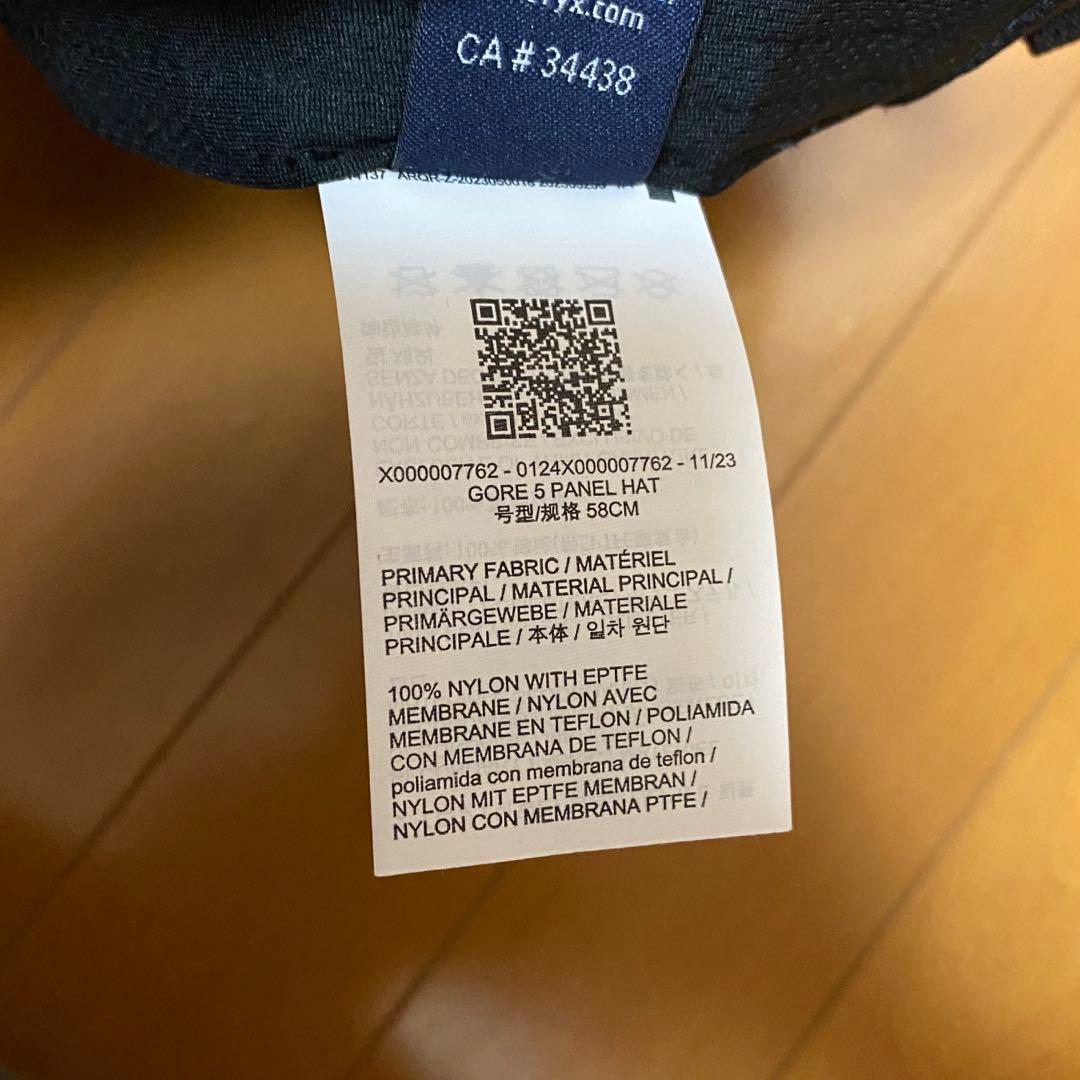 CA # 34438
X000007762 - 0124X000007762 - 11/23
GORE 5 PANEL HAT
号型/规格 58CM
PRIMARY FABRIC / MATÉRIEL
PRINCIPAL / MATERIAL PRINCIPAL /
PRIMÄRGEWEBE / MATERIALE
PRINCIPALE / 本体 / 일차 원단
100% NYLON WITH EPTFE
MEMBRANE / NYLON AVEC
MEMBRANE EN TEFLON / POLIAMIDA
CON MEMBRANA DE TEFLON /
poliamida con membrana de teflon /
NYLON MIT EPTFE MEMBRAN /
NYLON CON MEMBRANA PTFE /